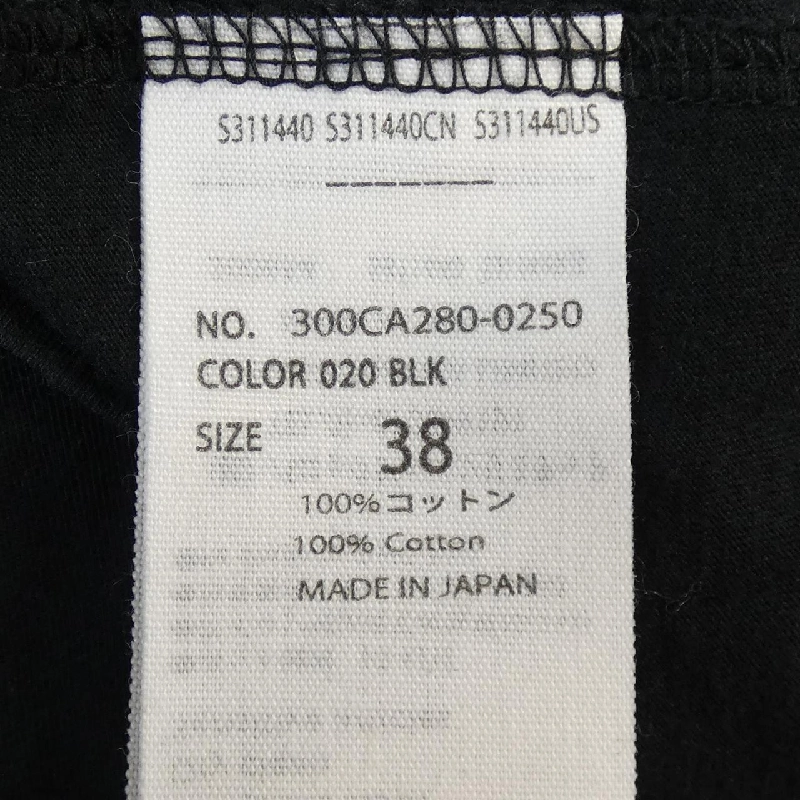 S311440 S311440CN S311440US
NO. 300CA280-0250
COLOR 020 BLK
SIZE 38
100%コットン
100% Cotton
MADE IN JAPAN